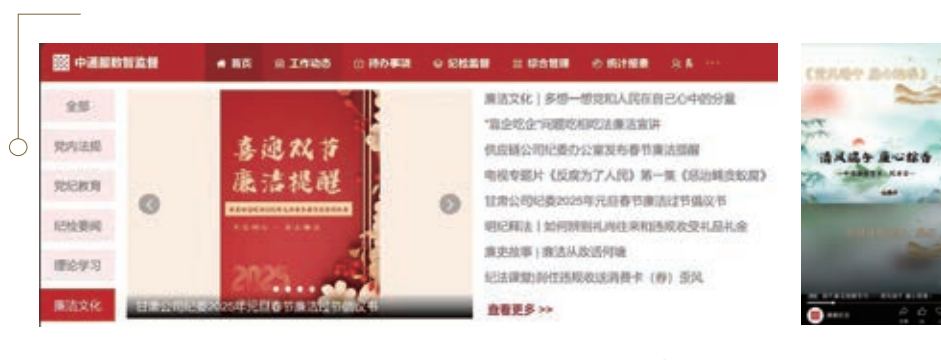 中通服数智监督
首页 工作动态 待办事项 纪检监督 综合管理 统计报表
全部
党内法规
党纪教育
纪检要闻
理论学习
廉洁文化
喜迎双节
廉洁提醒
2025
甘肃公司纪委2025年元旦春节廉洁过节倡议书
廉洁文化 | 多想一想党和人民在自己心中的分量
“靠企吃企”问题吃相吃法廉洁宣讲
供应链公司纪委办公室发布春节廉洁提醒
电视专题片《反腐为了人民》第一集《惩治蝇贪蚁腐》
甘肃公司纪委2025年元旦春节廉洁过节倡议书
明纪释法 | 如何辨别礼尚往来和违规收受礼品礼金
廉史故事 | 廉洁从政话何塘
纪法课堂|剑住违规收送消费卡（券）歪风
查看更多 >>
清风端午 廉心粽香